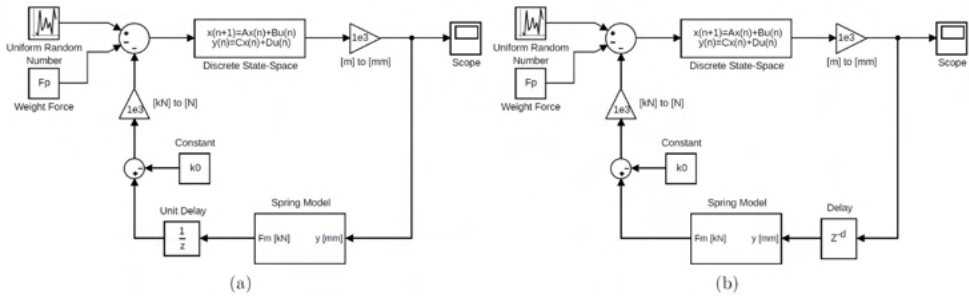 Uniform Random
Number
Fp
Weight Force
+
-
-
x(n+1)=Ax(n)+Bu(n)
y(n)=Cx(n)+Du(n)
Discrete State-Space
1e3
[m] to [mm]
Scope
1e3
[kN] to [N]
Constant
k0
-
+
Unit Delay
1
z
Spring Model
Fm [kN]
y [mm]
(a)
Uniform Random
Number
Fp
Weight Force
+
-
-
x(n+1)=Ax(n)+Bu(n)
y(n)=Cx(n)+Du(n)
Discrete State-Space
1e3
[m] to [mm]
Scope
1e3
[kN] to [N]
Constant
k0
-
+
Spring Model
Fm [kN]
y [mm]
Delay
Z-d
(b)